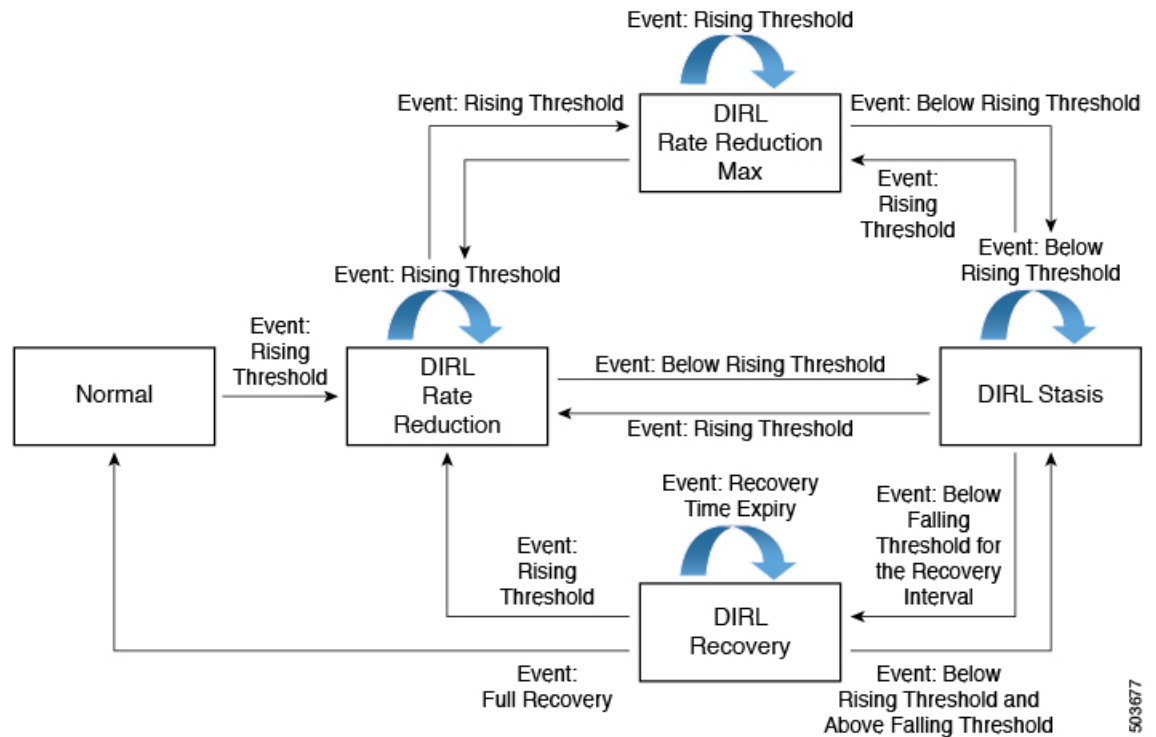 Event: Rising Threshold
Event: Rising Threshold
DIRL
Rate Reduction
Max
Event: Below Rising Threshold
Event:
Rising
Threshold
Event: Rising Threshold
Event: Below
Rising Threshold
Event:
Rising
Threshold
Normal
DIRL
Rate
Reduction
Event: Below Rising Threshold
Event: Rising Threshold
DIRL Stasis
Event: Recovery
Time Expiry
Event: Below
Falling
Threshold for
the Recovery
Interval
Event:
Rising
Threshold
DIRL
Recovery
Event:
Full Recovery
Event: Below
Rising Threshold and
Above Falling Threshold
503677